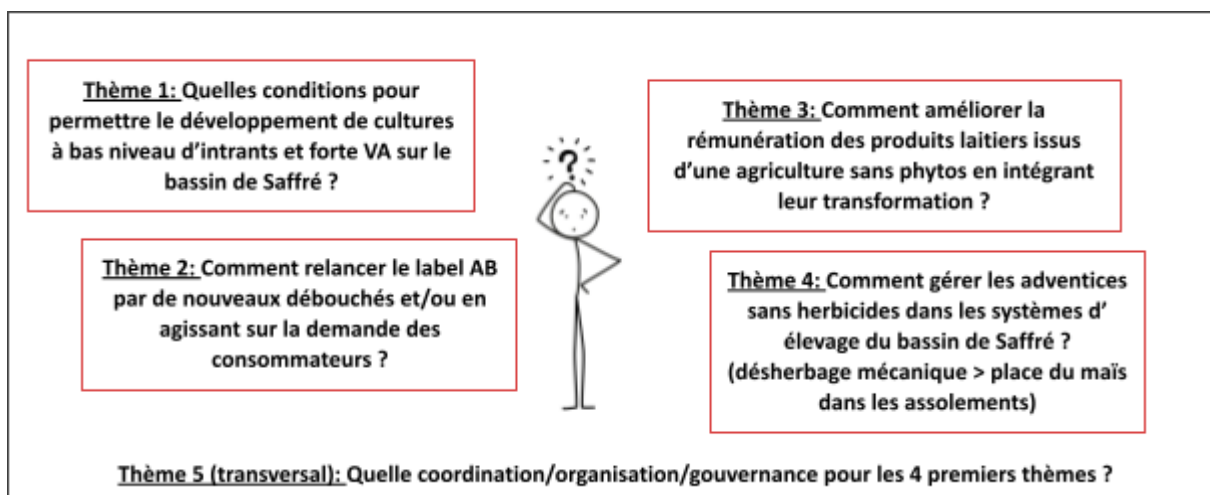 Thème 1: Quelles conditions pour
permettre le développement de cultures
à bas niveau d'intrants et forte VA sur le
bassin de Saffré ?
Thème 2: Comment relancer le label AB
par de nouveaux débouchés et/ou en
agissant sur la demande des
consommateurs ?
?
Thème 3: Comment améliorer la
rémunération des produits laitiers issus
d'une agriculture sans phytos en intégrant
leur transformation ?
Thème 4: Comment gérer les adventices
sans herbicides dans les systèmes d'
élevage du bassin de Saffré ?
(désherbage mécanique > place du maïs
dans les assolements)
Thème 5 (transversal): Quelle coordination/organisation/gouvernance pour les 4 premiers thèmes ?